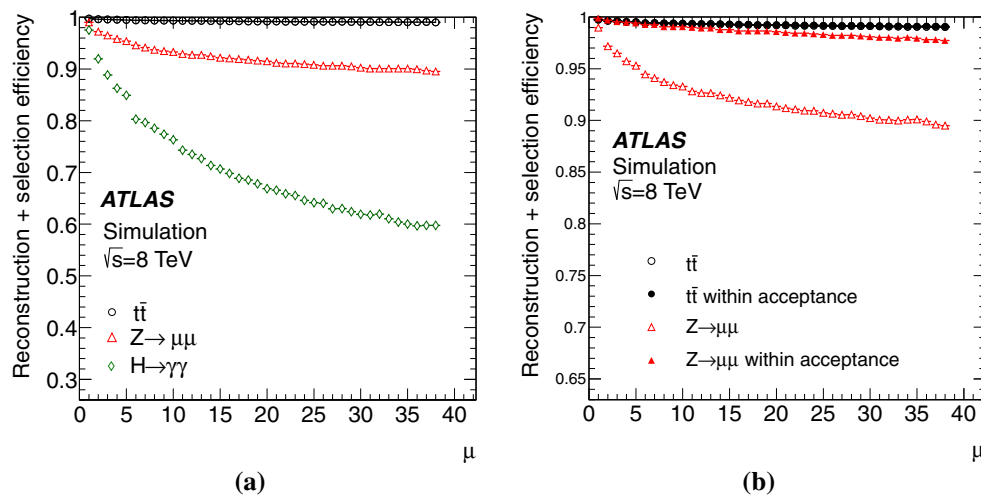 Reconstruction + selection efficiency
1
0.9
0.8
0.7
0.6
0.5
0.4
0.3
ATLAS
Simulation
√s=8 TeV
tt̄
Z→ μμ
H→γγ
0 5 10 15 20 25 30 35 40
μ
(a)
Reconstruction + selection efficiency
1
0.95
0.9
0.85
0.8
0.75
0.7
0.65
ATLAS
Simulation
√s=8 TeV
tt̄
tt̄ within acceptance
Z→μμ
Z→μμ within acceptance
0 5 10 15 20 25 30 35 40
μ
(b)